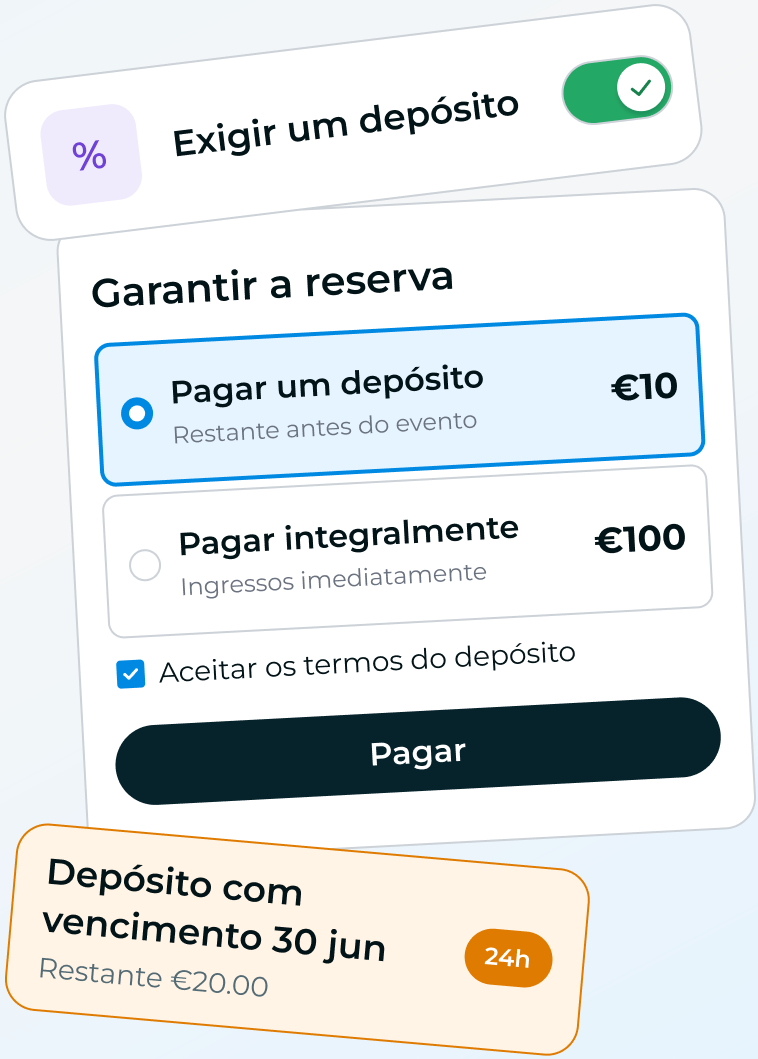 %
Exigir um depósito
Garantir a reserva
Pagar um depósito
€10
Restante antes do evento
Pagar integralmente
€100
Ingressos imediatamente
Aceitar os termos do depósito
Pagar
Depósito com
vencimento 30 jun
24h
Restante €20.00